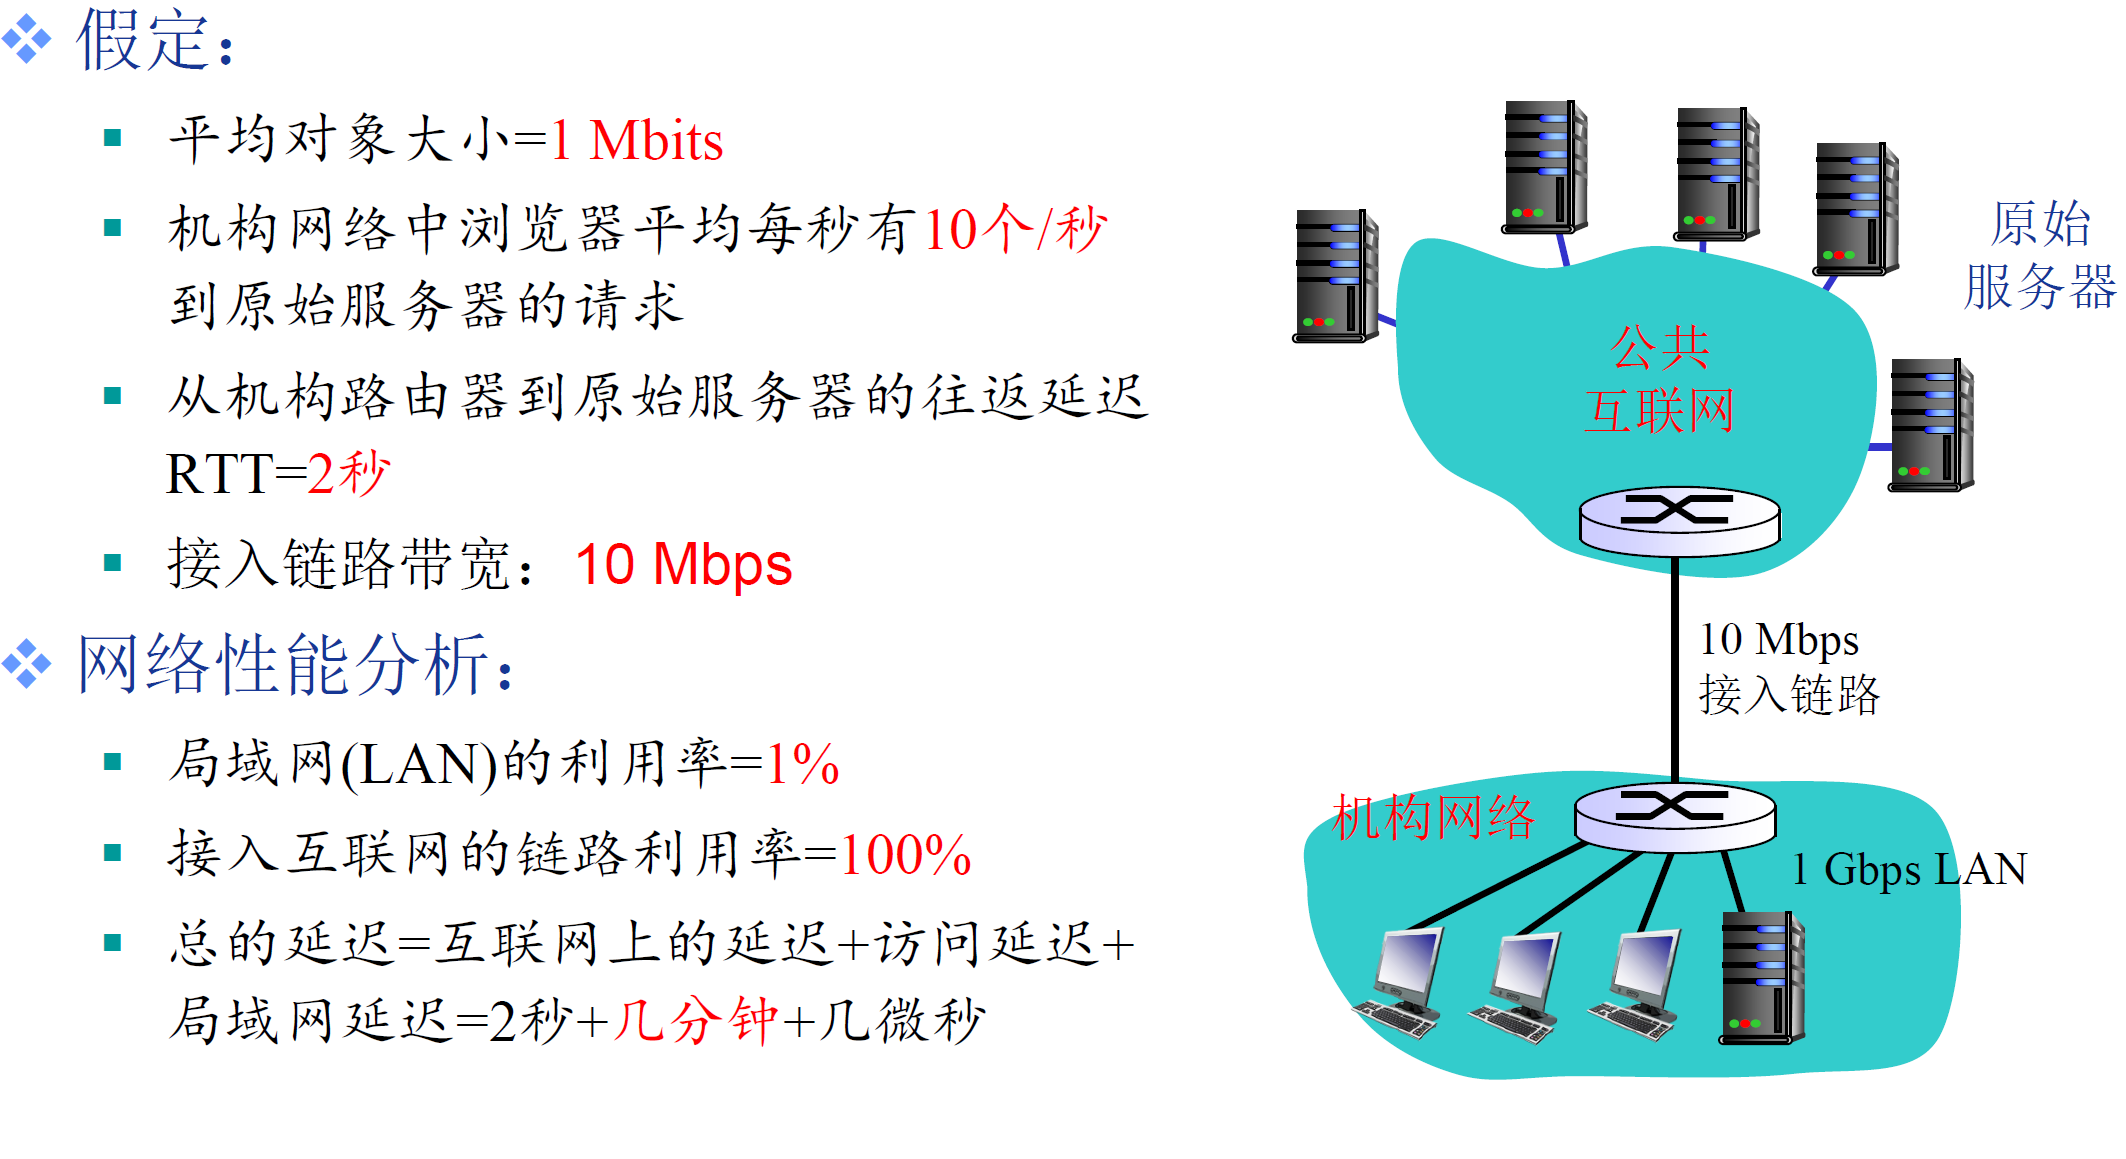 假定：
平均对象大小=1 Mbits
机构网络中浏览器平均每秒有10个/秒
到原始服务器的请求
从机构路由器到原始服务器的往返延迟
RTT=2秒
接入链路带宽：10 Mbps
网络性能分析：
局域网(LAN)的利用率=1%
接入互联网的链路利用率=100%
总的延迟=互联网上的延迟+访问延迟+
局域网延迟=2秒+几分钟+几微秒
原始
服务器
公共
互联网
10 Mbps
接入链路
机构网络
1 Gbps LAN